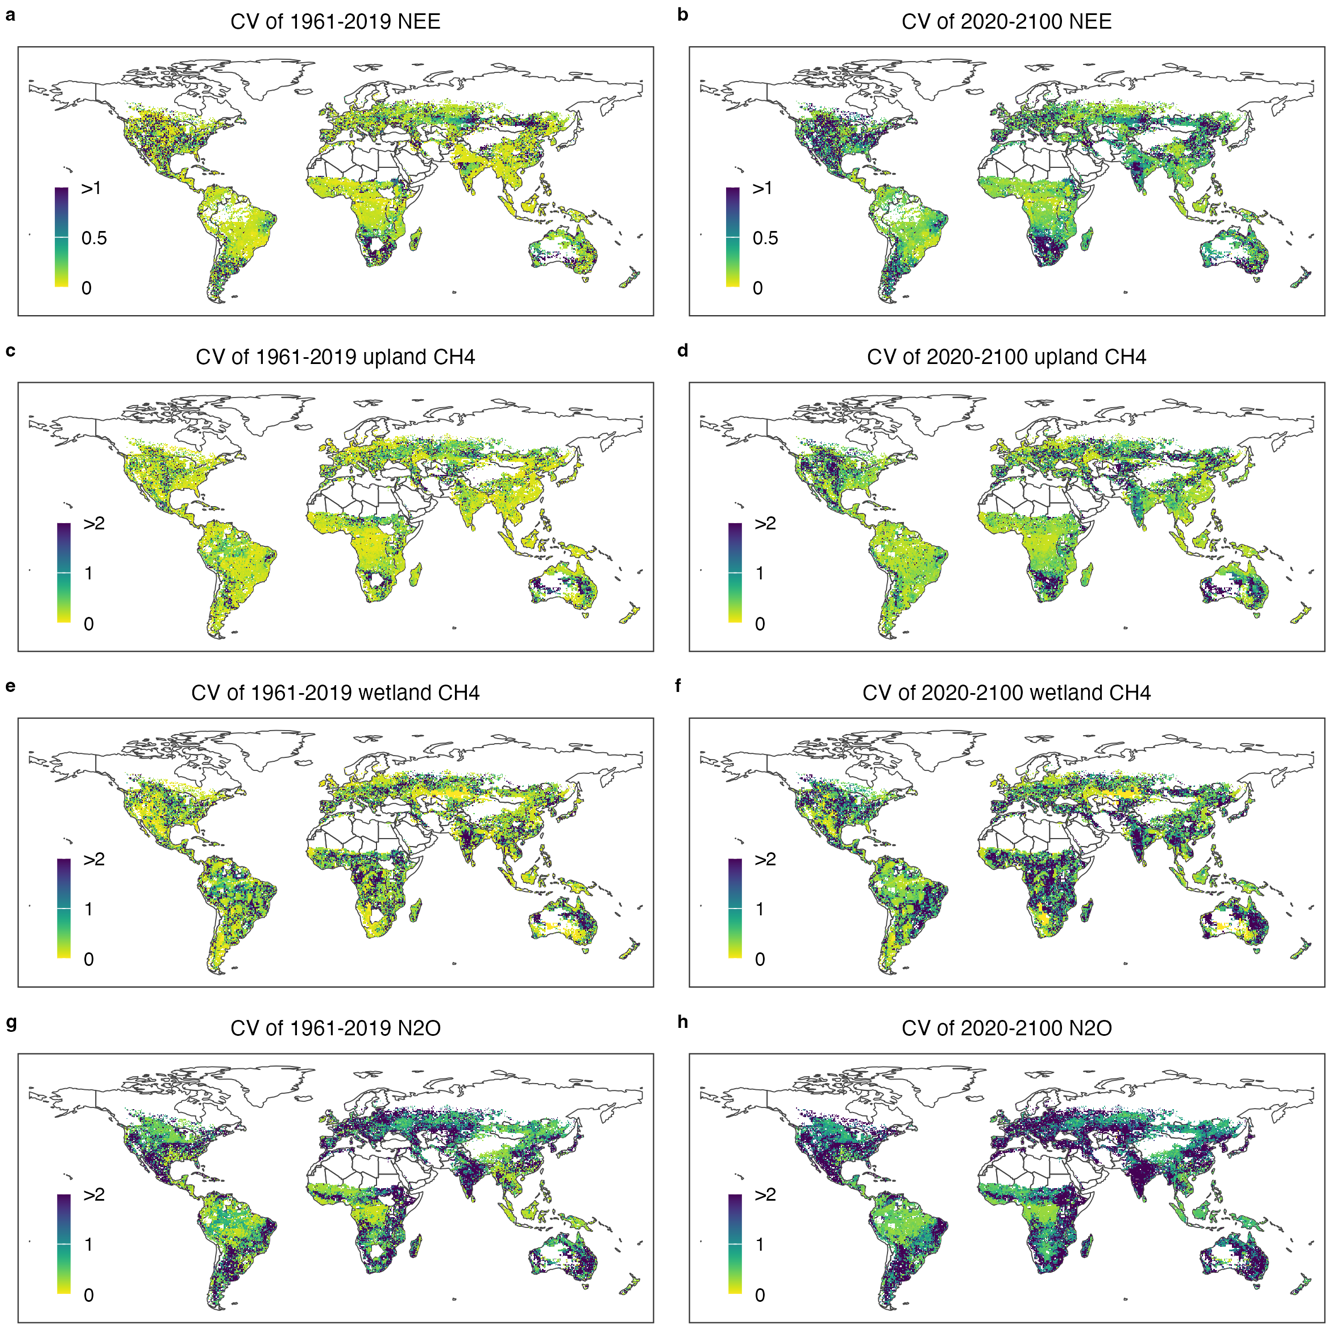 a
CV of 1961-2019 NEE
>1
0.5
0
b
CV of 2020-2100 NEE
>1
0.5
0
c
CV of 1961-2019 upland CH4
>2
1
0
d
CV of 2020-2100 upland CH4
>2
1
0
e
CV of 1961-2019 wetland CH4
>2
1
0
f
CV of 2020-2100 wetland CH4
>2
1
0
g
CV of 1961-2019 N2O
>2
1
0
h
CV of 2020-2100 N2O
>2
1
0